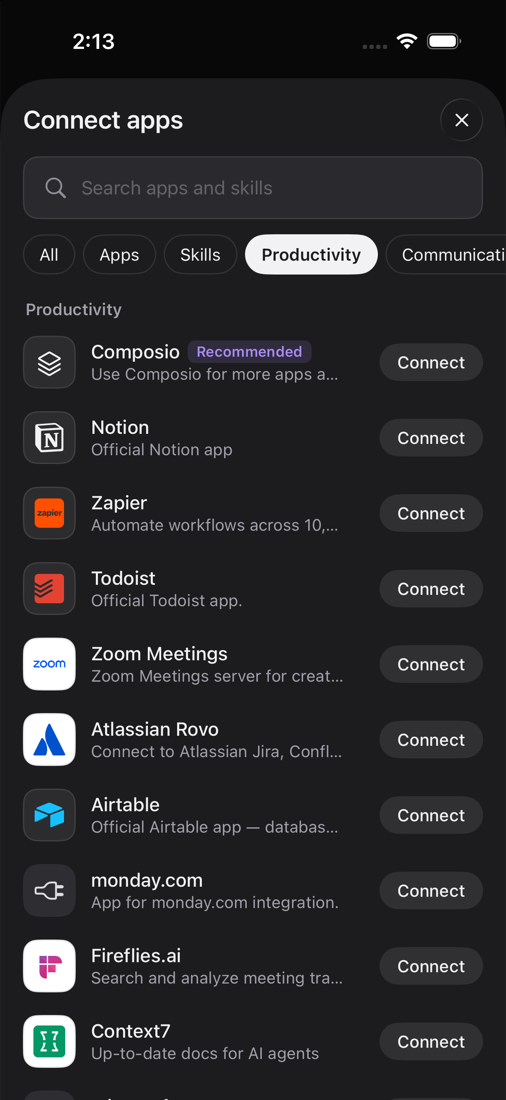 2:13
Connect apps
Search apps and skills
All
Apps
Skills
Productivity
Communicati
Productivity
Composio Recommended
Use Composio for more apps a...
Connect
Notion
Official Notion app
Connect
zapier
Zapier
Automate workflows across 10,...
Connect
Todoist
Official Todoist app.
Connect
zoom
Zoom Meetings
Zoom Meetings server for creat...
Connect
Atlassian Rovo
Connect to Atlassian Jira, Confl...
Connect
Airtable
Official Airtable app — databas...
Connect
monday.com
App for monday.com integration.
Connect
Fireflies.ai
Search and analyze meeting tra...
Connect
Context7
Up-to-date docs for AI agents
Connect